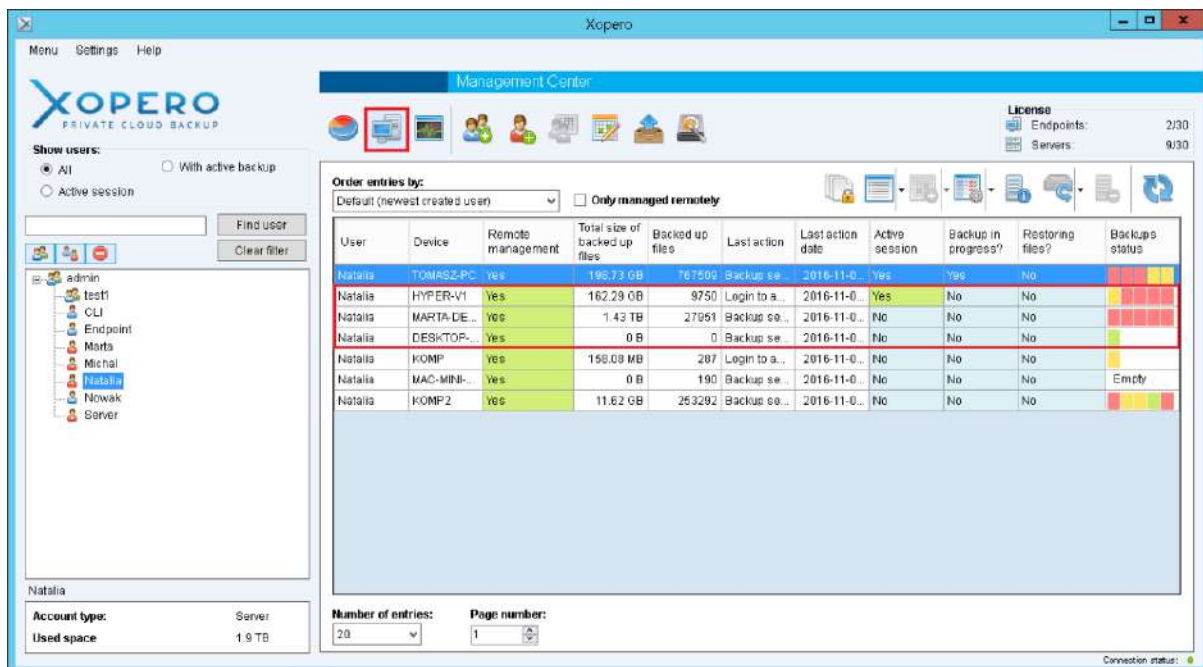 Xopero
Menu Settings Help
XOPERO
PRIVATE CLOUD BACKUP
Show users:
All
With active backup
Active session
Find user
Clear filter
admin
test1
CLI
Endpoint
Marta
Michal
Natalia
Nowak
Server
Natalia
Account type: Server
Used space 1.9 TB
Management Center
License
Endpoints: 2/30
Servers: 9/30
Order entries by:
Default (newest created user)
Only managed remotely
User Device Remote management Total size of backed up files Backed up files Last action Last action date Active session Backup in progress? Restoring files? Backups status
Natalia TOMASZ-PC Yes 198.73 GB 767509 Backup se... 2016-11-0... Yes Yes No
Natalia HYPER-V1 Yes 162.29 GB 9750 Login to a... 2016-11-0... Yes No No
Natalia MARTA-DE... Yes 1.43 TB 27951 Backup se... 2016-11-0... No No No
Natalia DESKTOP-... Yes 0 B 0 Backup se... 2016-11-0... No No No
Natalia KOMP Yes 158.08 MB 287 Login to a... 2016-11-0... No No No
Natalia MAC-MINI-... Yes 0 B 190 Backup se... 2016-11-0... No No No Empty
Natalia KOMP2 Yes 11.62 GB 253292 Backup se... 2016-11-0... No No No
Number of entries: Page number:
20 1
Connection status: